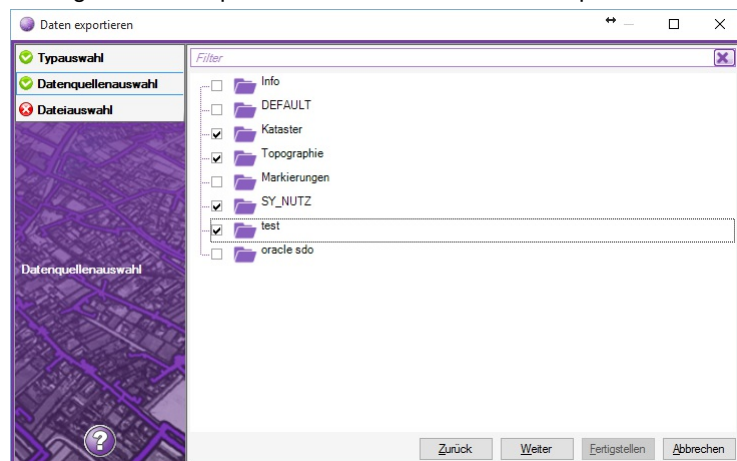 Daten exportieren
Typauswahl
Datenquellenauswahl
Dateiauswahl
Datenquellenauswahl
Filter
Info
DEFAULT
Kataster
Topographie
Markierungen
SY_NUTZ
test
oracle sdo
?
Zurück
Weiter
Fertigstellen
Abbrechen